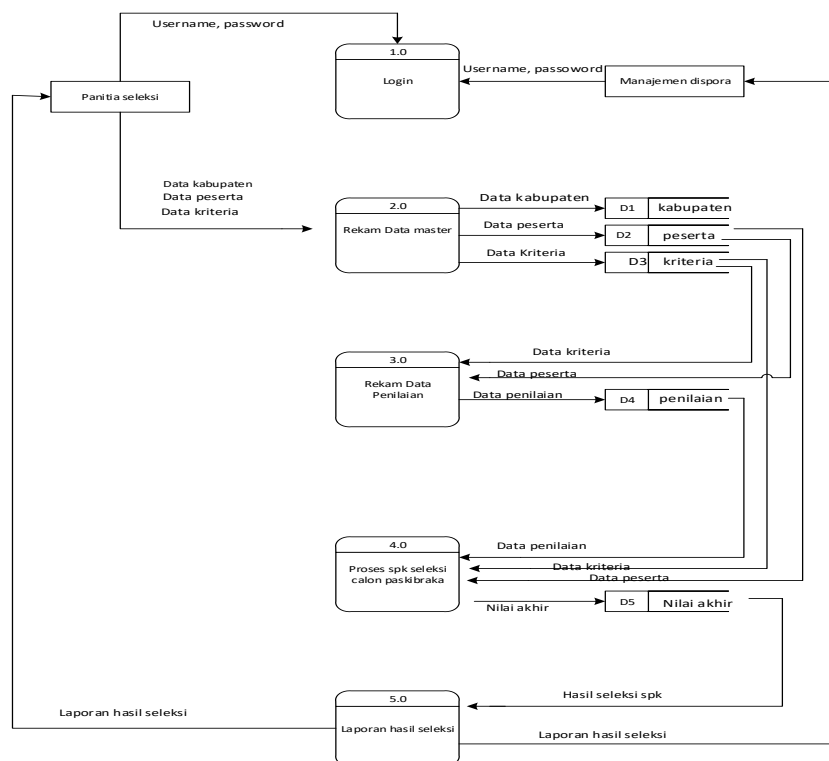 Username, password
1.0
Login
Username, passoword
Manajemen dispora
Panitia seleksi
Data kabupaten
Data peserta
Data kriteria
2.0
Rekam Data master
Data kabupaten
D1 kabupaten
Data peserta
D2 peserta
Data Kriteria
D3 kriteria
3.0
Rekam Data
Penilaian
Data kriteria
Data peserta
Data penilaian
D4 penilaian
4.0
Proses spk seleksi
calon paskibraka
Data penilaian
Data kriteria
Data peserta
Nilai akhir
D5 Nilai akhir
5.0
Laporan hasil seleksi
Hasil seleksi spk
Laporan hasil seleksi
Laporan hasil seleksi